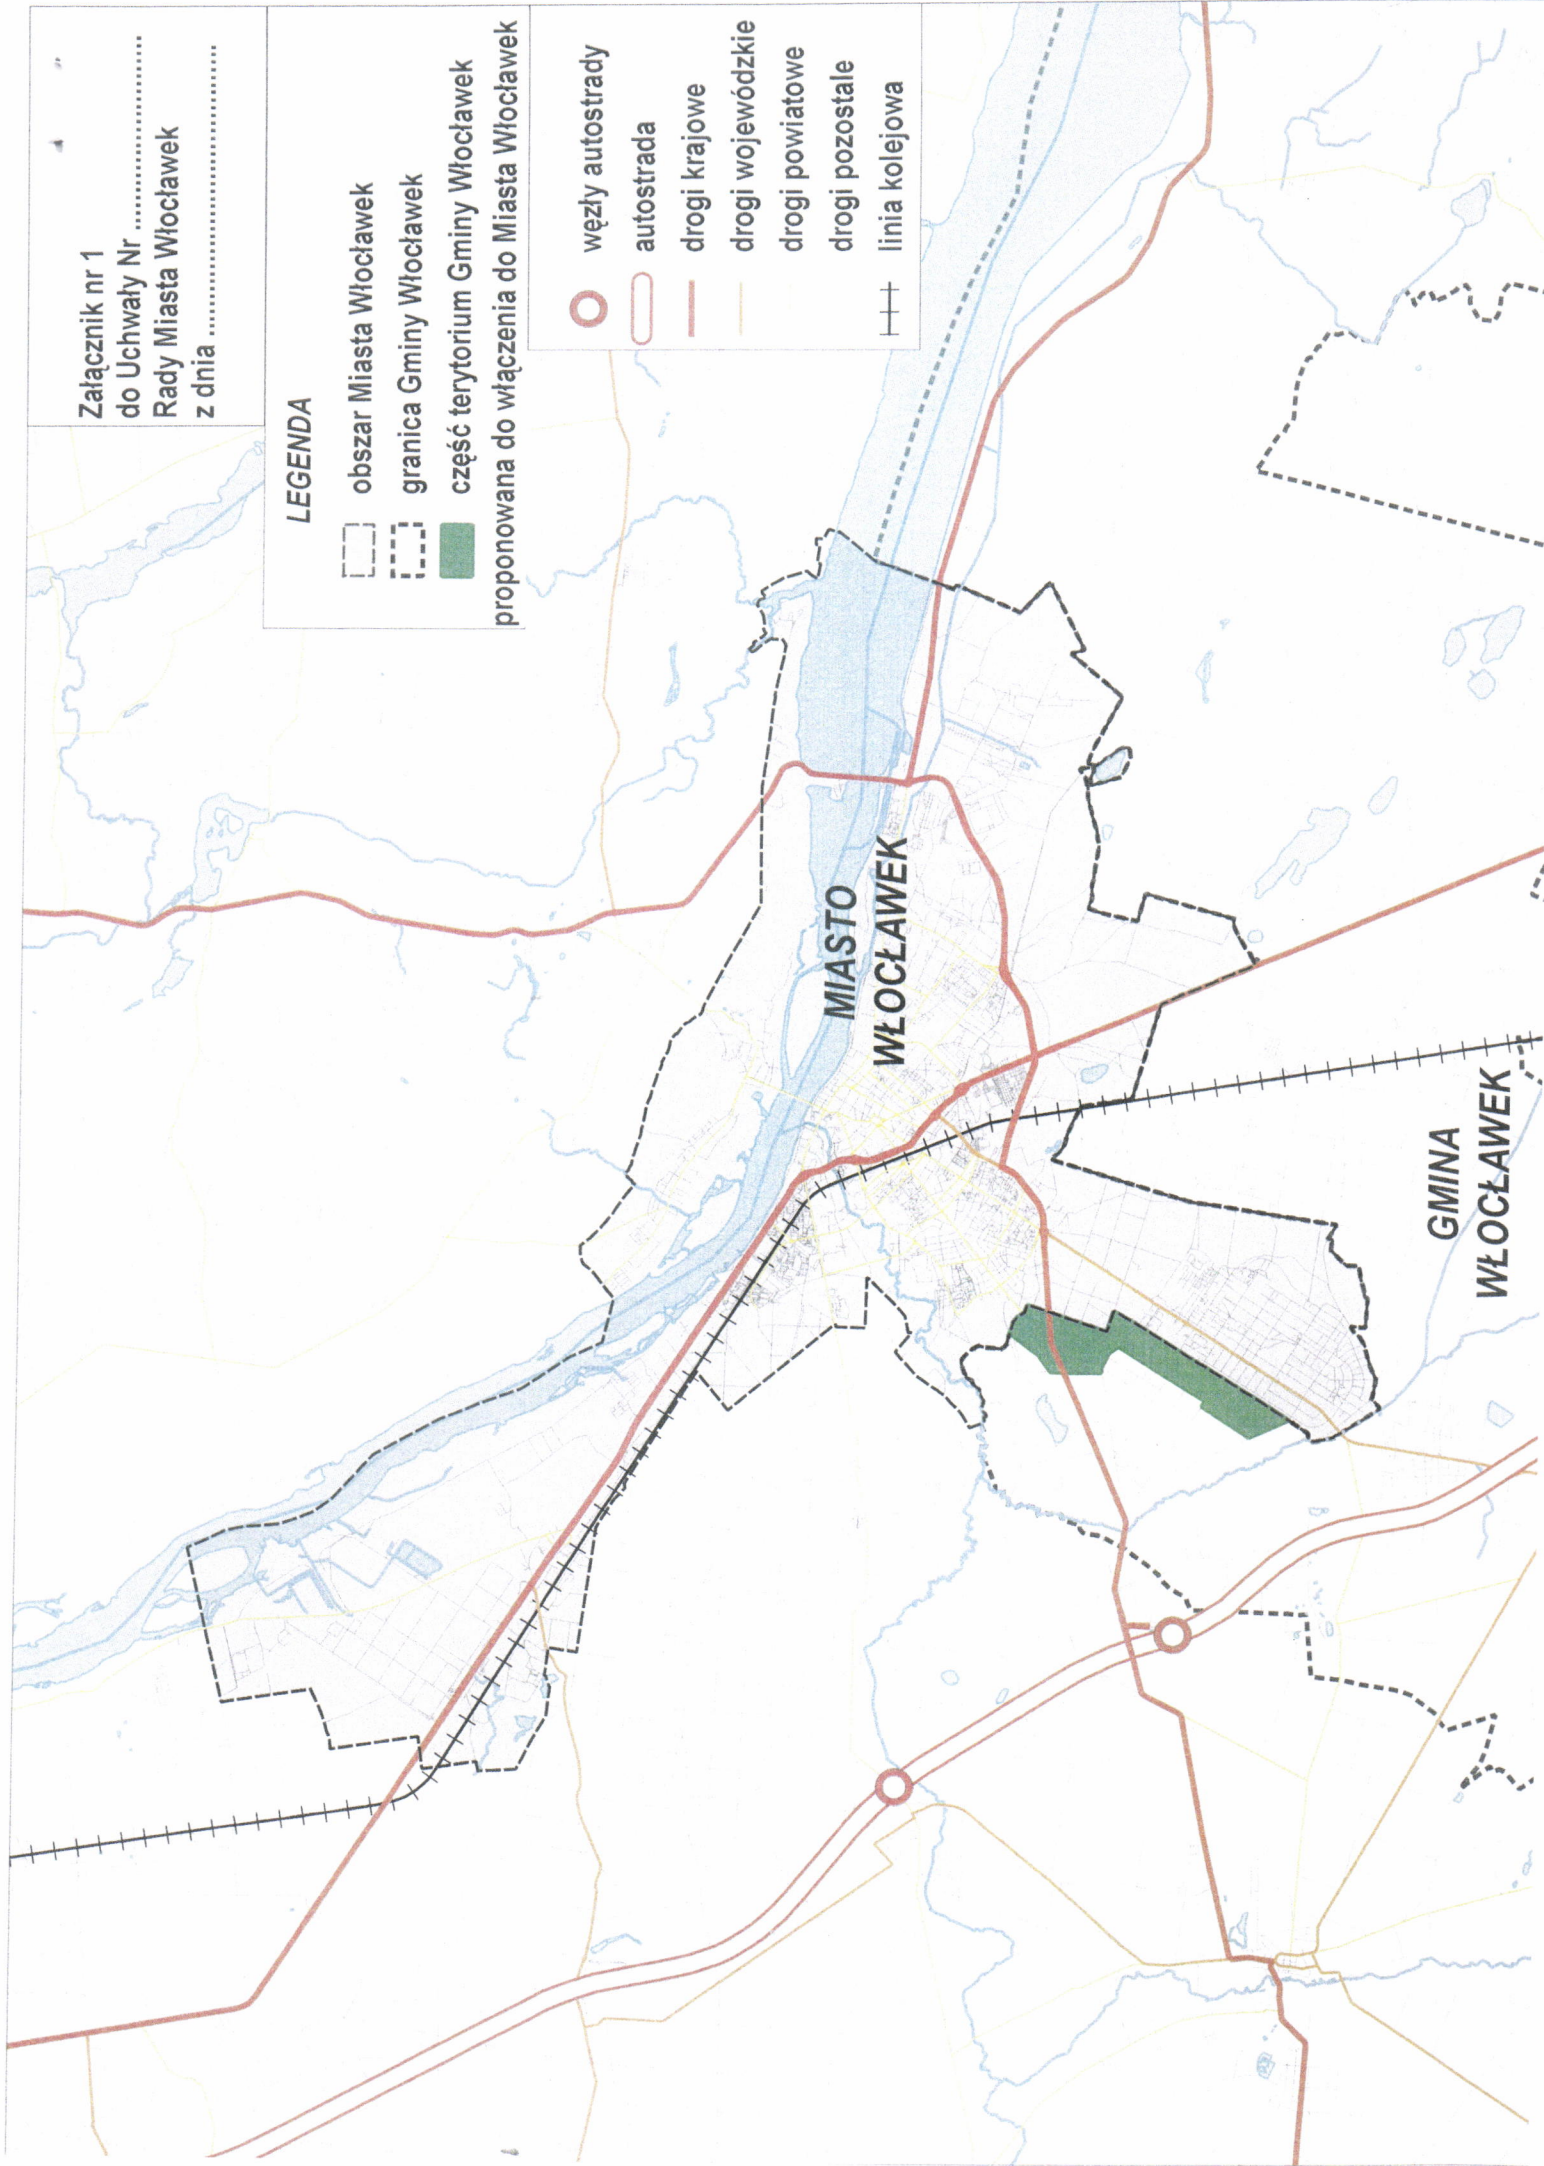 Załącznik nr 1
do Uchwały Nr ........................
Rady Miasta Włocławek
z dnia ..................................
LEGENDA
obszar Miasta Włocławek
granica Gminy Włocławek
część terytorium Gminy Włocławek
proponowana do włączenia do Miasta Włocławek
węzły autostrady
autostrada
drogi krajowe
drogi wojewódzkie
drogi powiatowe
drogi pozostałe
linia kolejowa
MIASTO
WŁOCŁAWEK
GMINA
WŁOCŁAWEK